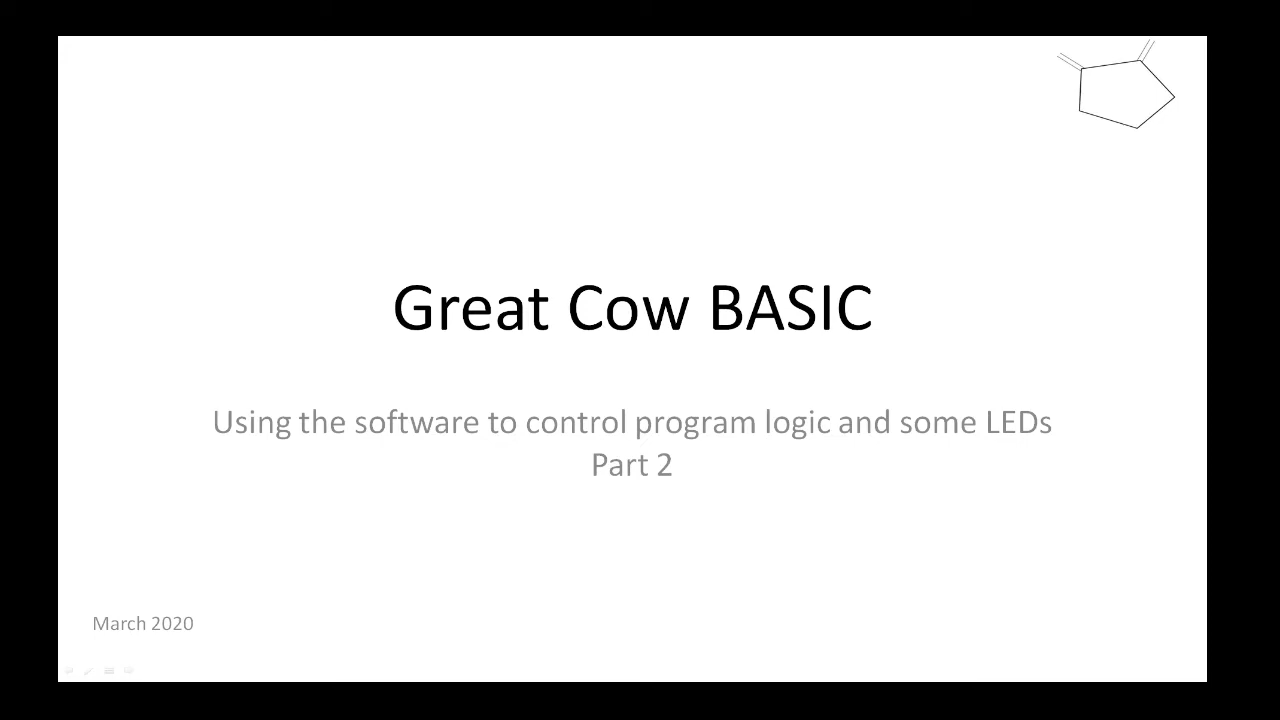 Great Cow BASIC
Using the software to control program logic and some LEDs
Part 2
March 2020